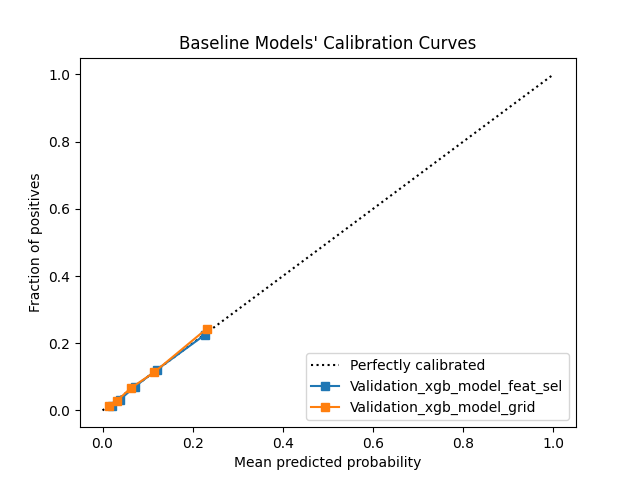 Baseline Models' Calibration Curves
Fraction of positives
1.0
0.8
0.6
0.4
0.2
0.0
Perfectly calibrated
Validation_xgb_model_feat_sel
Validation_xgb_model_grid
0.0 0.2 0.4 0.6 0.8 1.0
Mean predicted probability